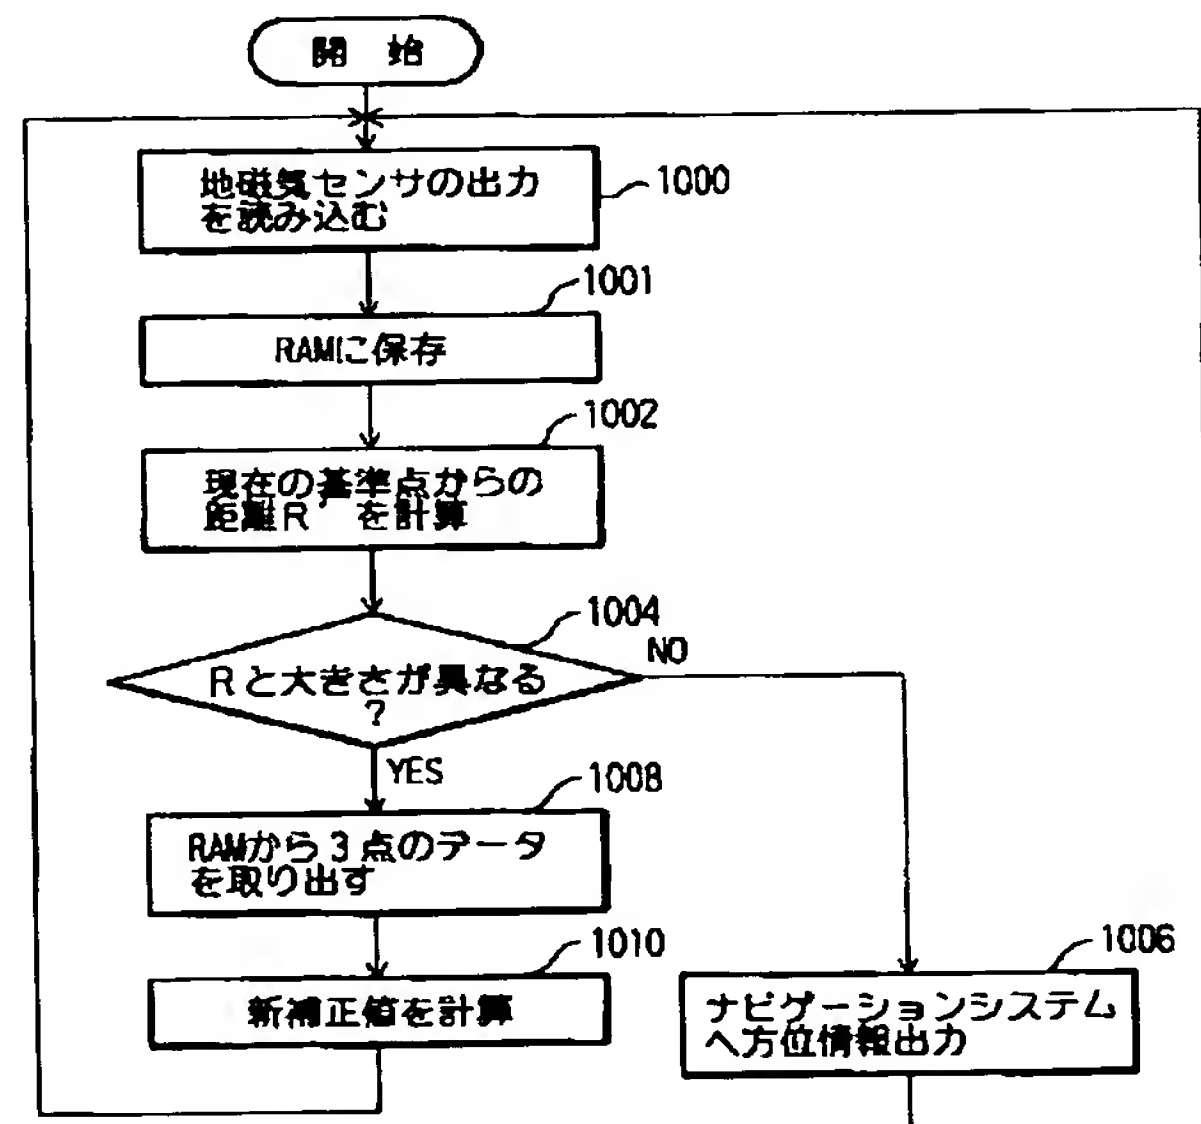 開 始
地磁気センサの出力
を読み込む
1000
1001
RAMに保存
1002
現在の基準点からの
距離R' を計算
1004
Rと大きさが異なる
?
NO
YES
1008
RAMから3点のデータ
を取り出す
1010
新補正値を計算
1006
ナビゲーションシステム
へ方位情報出力